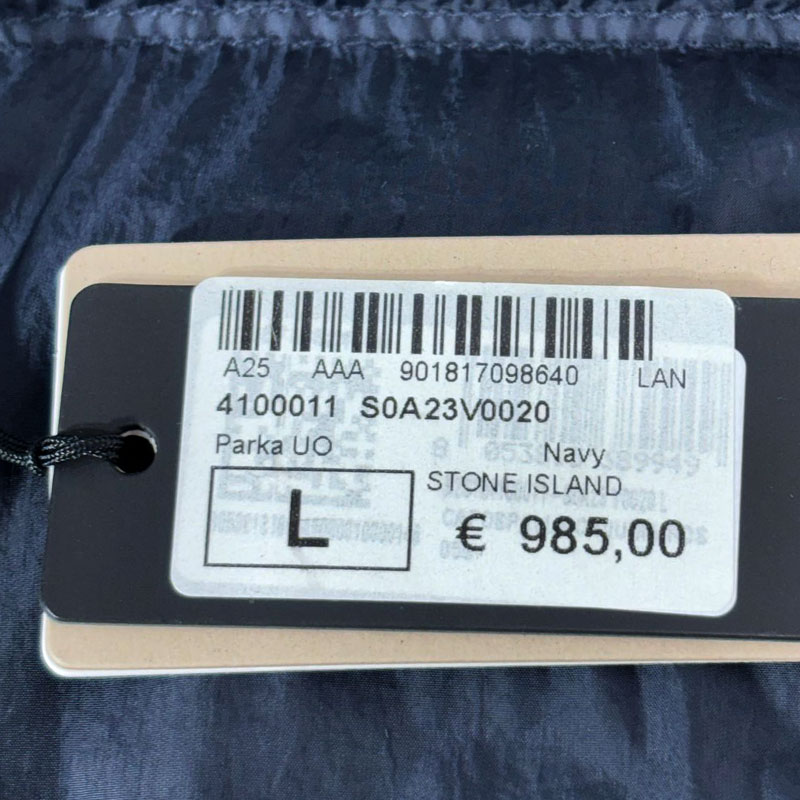 A25 AAA 901817098640 LAN
4100011 S0A23V0020
Parka UO Navy
STONE ISLAND
L
€ 985,00